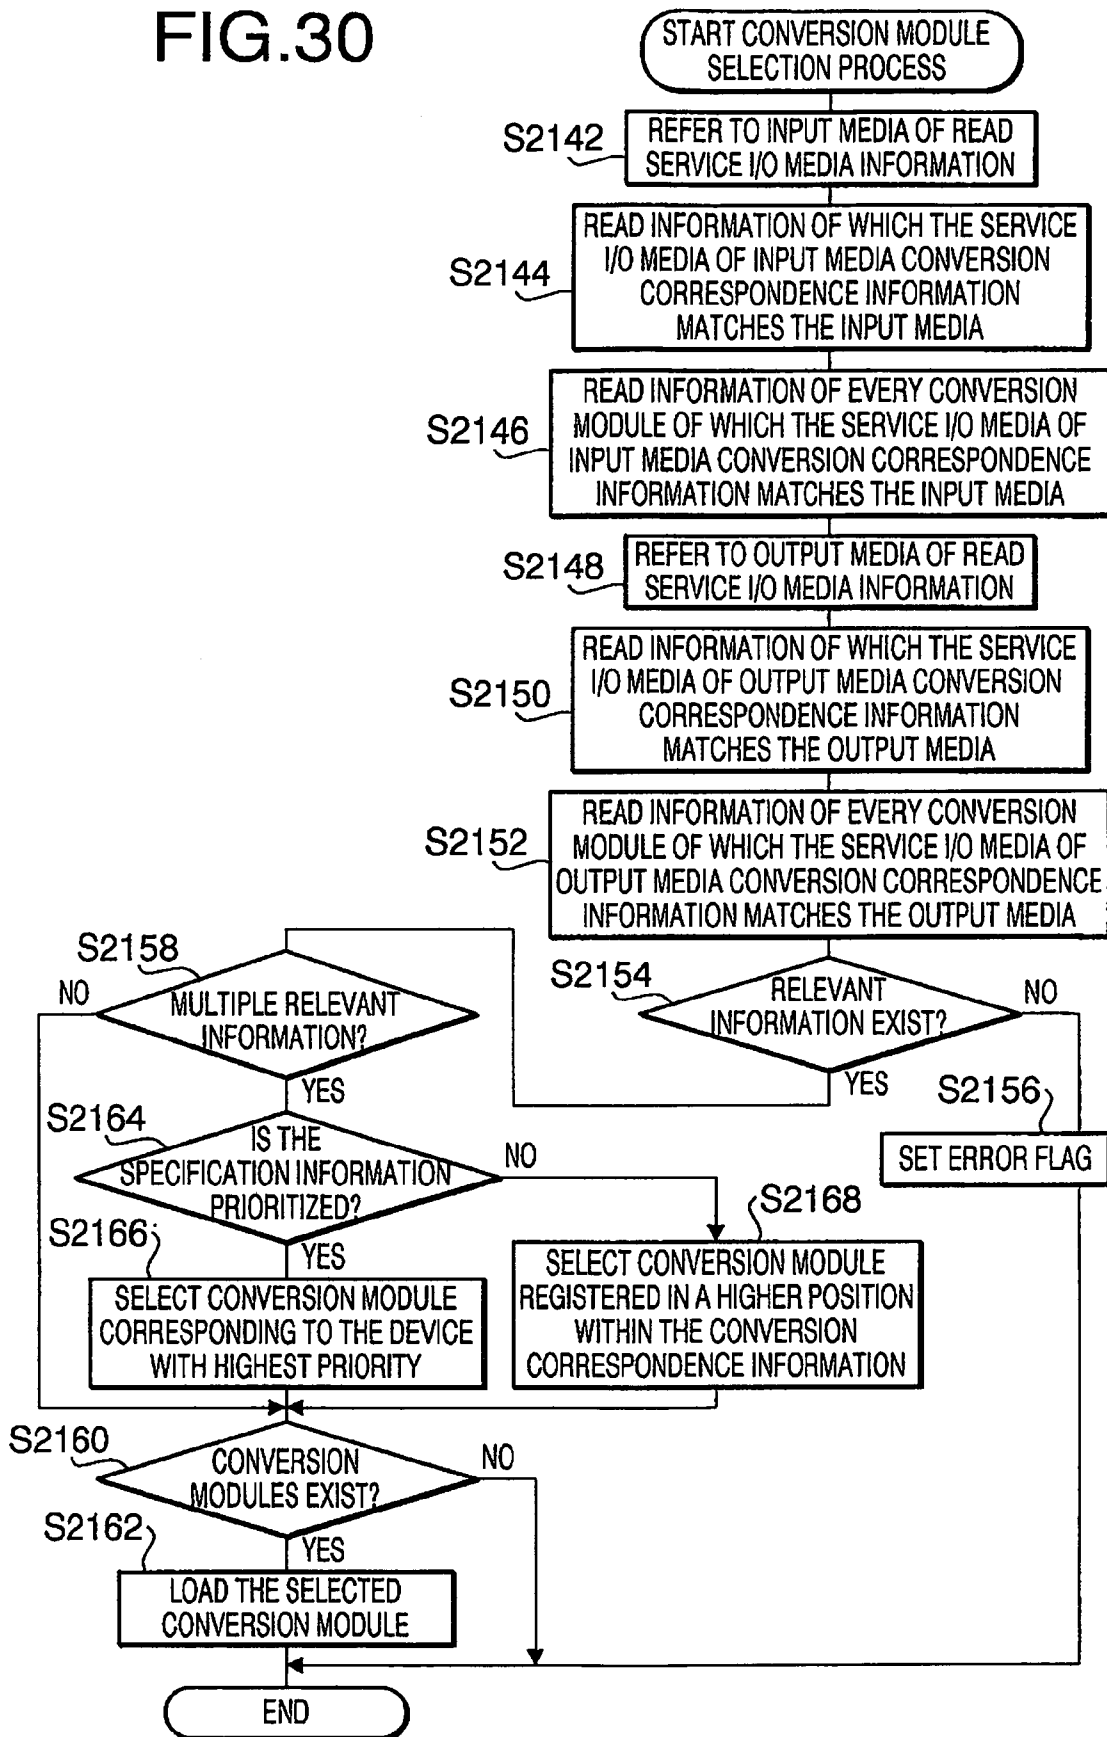 FIG.30
START CONVERSION MODULE
SELECTION PROCESS
S2142
REFER TO INPUT MEDIA OF READ
SERVICE I/O MEDIA INFORMATION
S2144
READ INFORMATION OF WHICH THE SERVICE
I/O MEDIA OF INPUT MEDIA CONVERSION
CORRESPONDENCE INFORMATION
MATCHES THE INPUT MEDIA
S2146
READ INFORMATION OF EVERY CONVERSION
MODULE OF WHICH THE SERVICE I/O MEDIA OF
INPUT MEDIA CONVERSION CORRESPONDENCE
INFORMATION MATCHES THE INPUT MEDIA
S2148
REFER TO OUTPUT MEDIA OF READ
SERVICE I/O MEDIA INFORMATION
S2150
READ INFORMATION OF WHICH THE SERVICE
I/O MEDIA OF OUTPUT MEDIA CONVERSION
CORRESPONDENCE INFORMATION
MATCHES THE OUTPUT MEDIA
S2152
READ INFORMATION OF EVERY CONVERSION
MODULE OF WHICH THE SERVICE I/O MEDIA OF
OUTPUT MEDIA CONVERSION CORRESPONDENCE
INFORMATION MATCHES THE OUTPUT MEDIA
S2154
RELEVANT
INFORMATION EXIST?
NO
YES
S2156
SET ERROR FLAG
S2158
NO
MULTIPLE RELEVANT
INFORMATION?
YES
S2164
IS THE
SPECIFICATION INFORMATION
PRIORITIZED?
NO
YES
S2166
SELECT CONVERSION MODULE
CORRESPONDING TO THE DEVICE
WITH HIGHEST PRIORITY
S2168
SELECT CONVERSION MODULE
REGISTERED IN A HIGHER POSITION
WITHIN THE CONVERSION
CORRESPONDENCE INFORMATION
S2160
CONVERSION
MODULES EXIST?
NO
YES
S2162
LOAD THE SELECTED
CONVERSION MODULE
END